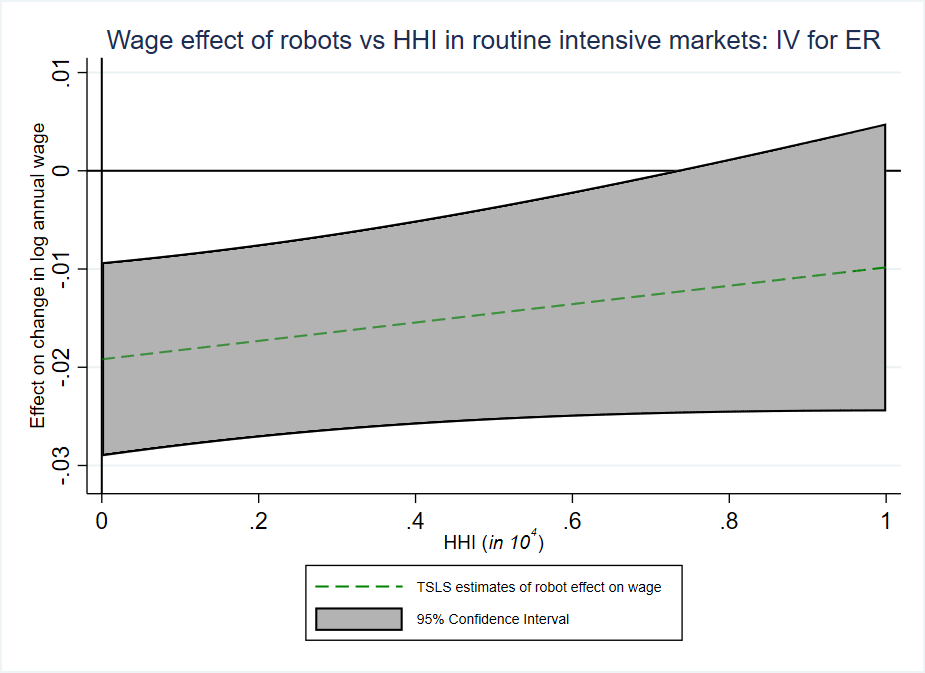 Wage effect of robots vs HHI in routine intensive markets: IV for ER
Effect on change in log annual wage
.01
0
-.01
-.02
-.03
0 .2 .4 .6 .8 1
HHI (in 10⁴)
TSLS estimates of robot effect on wage
95% Confidence Interval